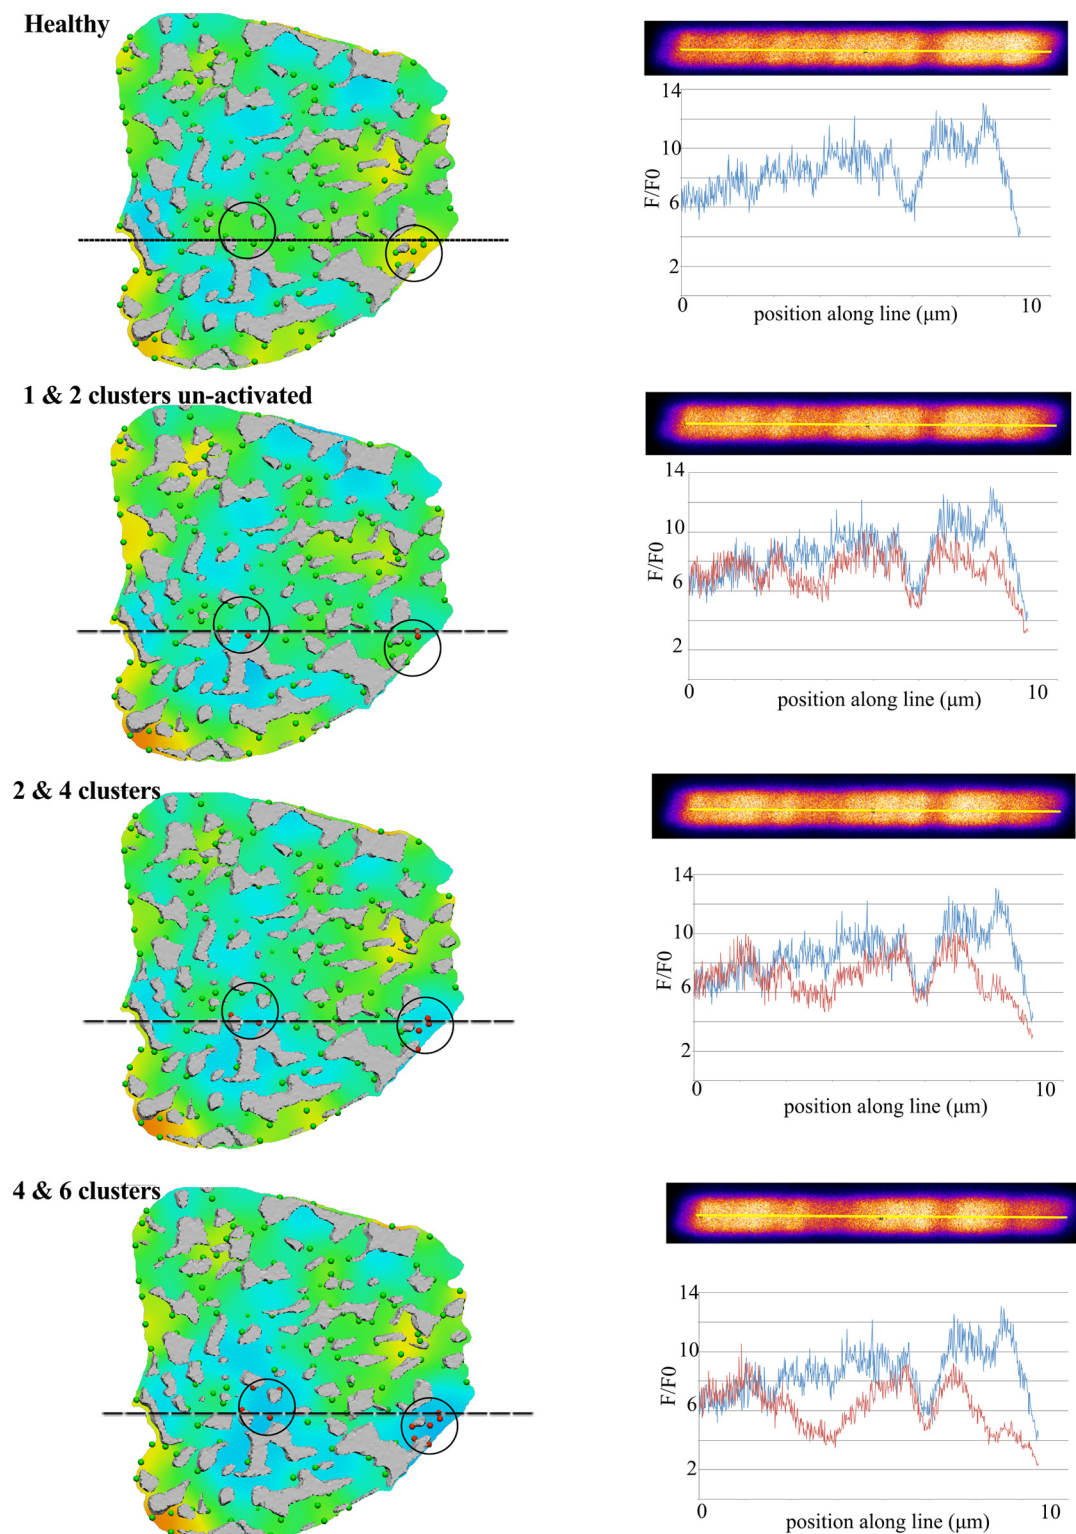 Healthy
14
10
6
2
F/F0
0
10
position along line (μm)
1 & 2 clusters un-activated
14
10
6
2
F/F0
0
10
position along line (μm)
2 & 4 clusters
14
10
6
2
F/F0
0
10
position along line (μm)
4 & 6 clusters
14
10
6
2
F/F0
0
10
position along line (μm)